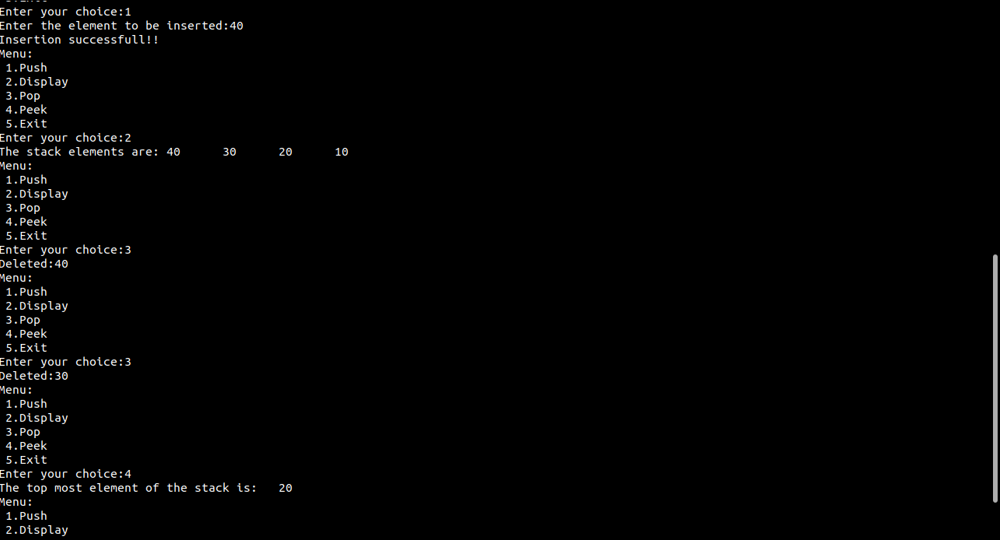 Enter your choice:1
Enter the element to be inserted:40
Insertion successfull!!
Menu:
1.Push
2.Display
3.Pop
4.Peek
5.Exit
Enter your choice:2
The stack elements are: 40 30 20 10
Menu:
1.Push
2.Display
3.Pop
4.Peek
5.Exit
Enter your choice:3
Deleted:40
Menu:
1.Push
2.Display
3.Pop
4.Peek
5.Exit
Enter your choice:3
Deleted:30
Menu:
1.Push
2.Display
3.Pop
4.Peek
5.Exit
Enter your choice:4
The top most element of the stack is: 20
Menu:
1.Push
2.Display